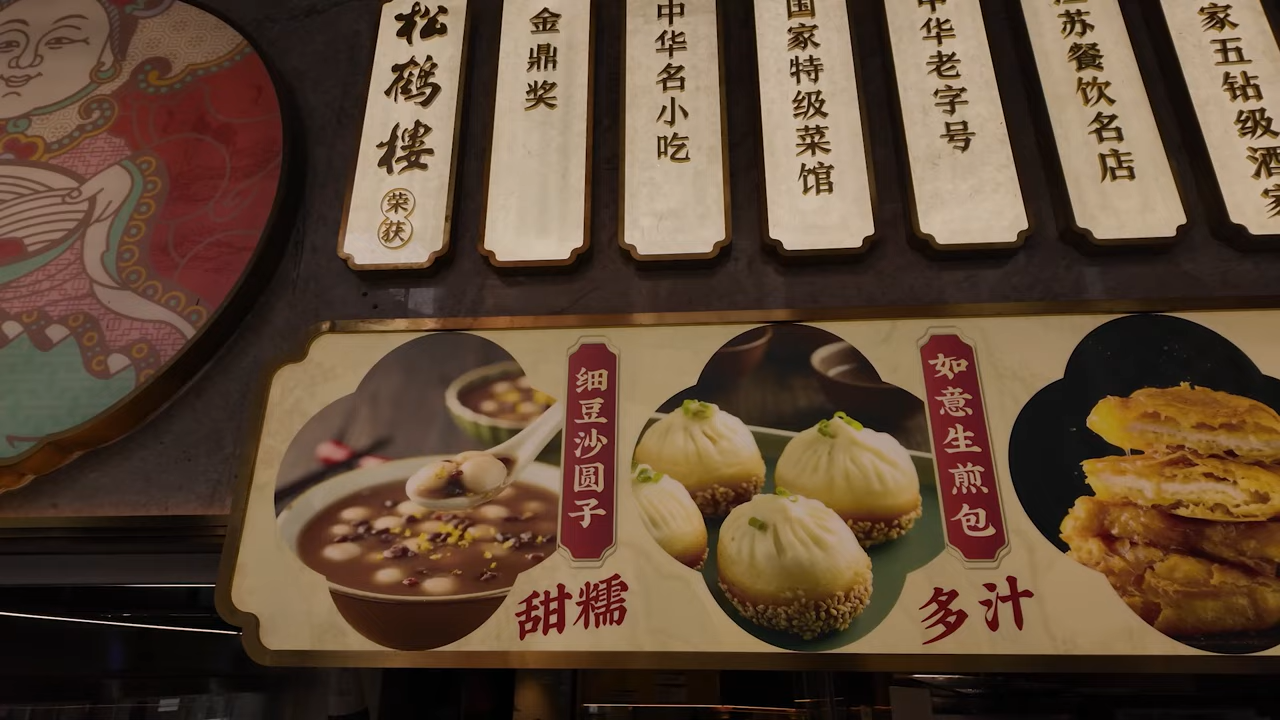 松鹤楼
荣获
金鼎奖
中华名小吃
国家特级菜馆
中华老字号
江苏餐饮名店
家五钻级酒家
细豆沙圆子
甜糯
如意生煎包
多汁